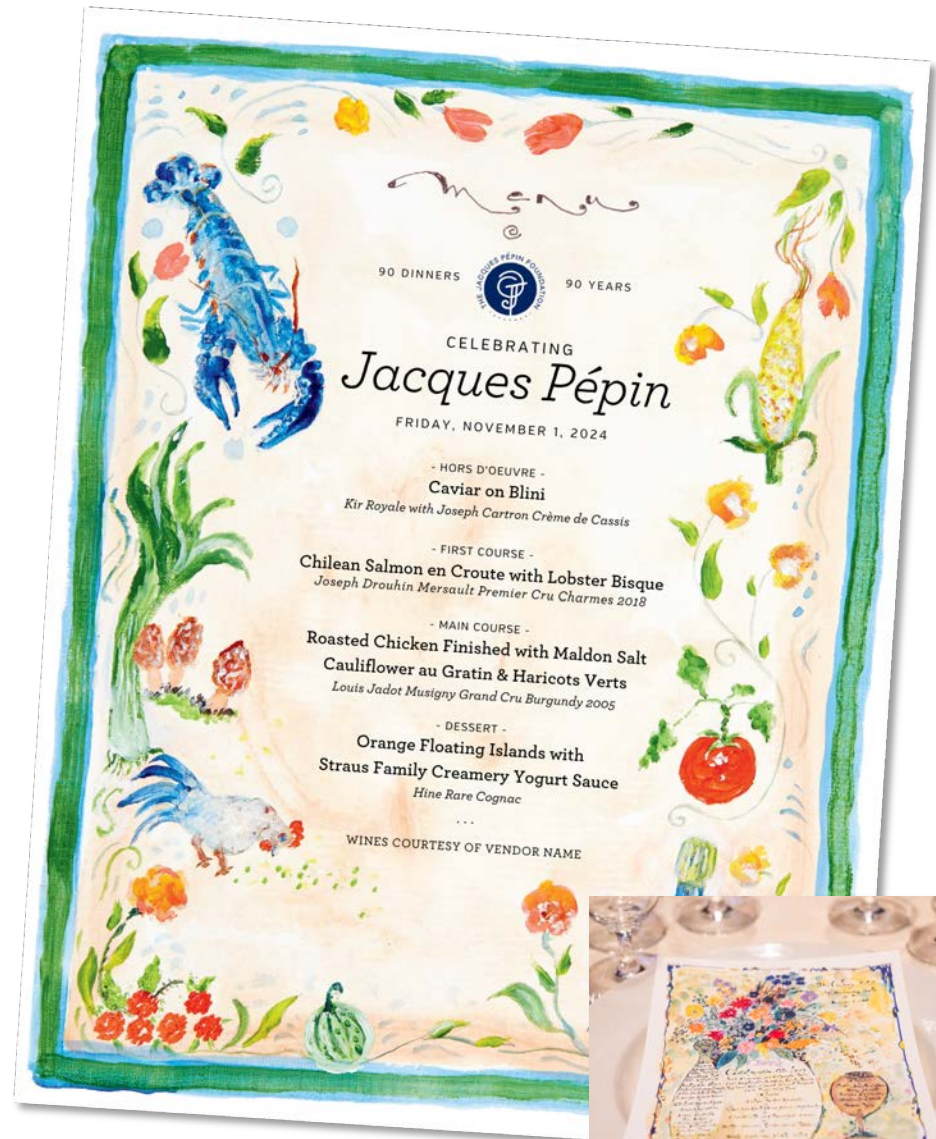 menu
90 DINNERS
THE JACQUES PÉPIN FOUNDATION
90 YEARS
CELEBRATING
Jacques Pépin
FRIDAY, NOVEMBER 1, 2024
- HORS D'OEUVRE -
Caviar on Blini
Kir Royale with Joseph Cartron Crème de Cassis
- FIRST COURSE -
Chilean Salmon en Croute with Lobster Bisque
Joseph Drouhin Mersault Premier Cru Charmes 2018
- MAIN COURSE -
Roasted Chicken Finished with Maldon Salt
Cauliflower au Gratin & Haricots Verts
Louis Jadot Musigny Grand Cru Burgundy 2005
- DESSERT -
Orange Floating Islands with
Straus Family Creamery Yogurt Sauce
Hine Rare Cognac
...
WINES COURTESY OF VENDOR NAME